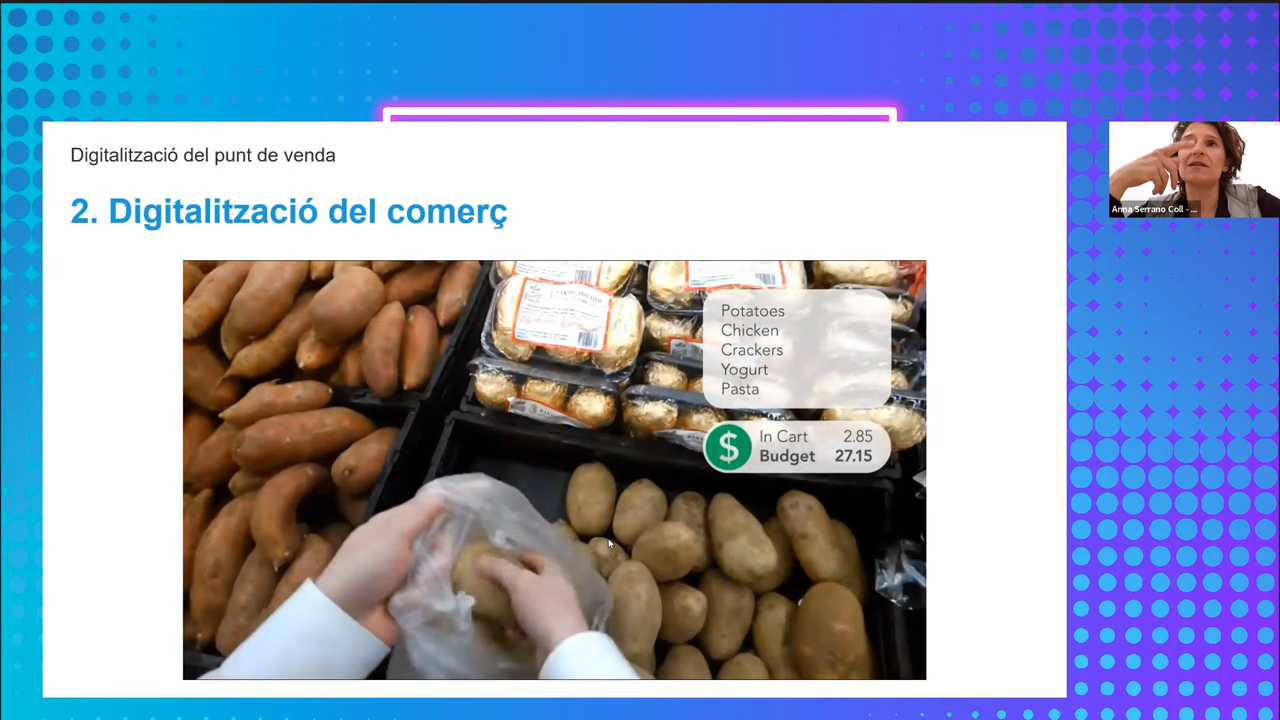 Digitalització del punt de venda
2. Digitalització del comerç
Potatoes
Chicken
Crackers
Yogurt
Pasta
$
In Cart 2.85
Budget 27.15
Anna Serrano Coll - ...